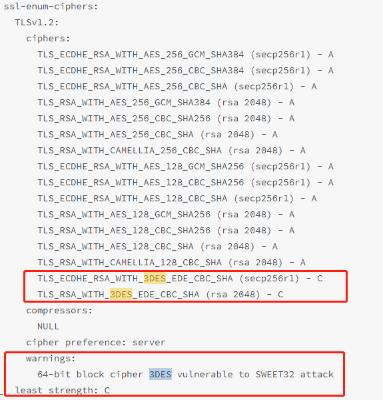 ssl-enum-ciphers:
TLSv1.2:
ciphers:
TLS_ECDHE_RSA_WITH_AES_256_GCM_SHA384 (secp256r1) - A
TLS_ECDHE_RSA_WITH_AES_256_CBC_SHA384 (secp256r1) - A
TLS_ECDHE_RSA_WITH_AES_256_CBC_SHA (secp256r1) - A
TLS_RSA_WITH_AES_256_GCM_SHA384 (rsa 2048) - A
TLS_RSA_WITH_AES_256_CBC_SHA256 (rsa 2048) - A
TLS_RSA_WITH_AES_256_CBC_SHA (rsa 2048) - A
TLS_RSA_WITH_CAMELLIA_256_CBC_SHA (rsa 2048) - A
TLS_ECDHE_RSA_WITH_AES_128_GCM_SHA256 (secp256r1) - A
TLS_ECDHE_RSA_WITH_AES_128_CBC_SHA256 (secp256r1) - A
TLS_ECDHE_RSA_WITH_AES_128_CBC_SHA (secp256r1) - A
TLS_RSA_WITH_AES_128_GCM_SHA256 (rsa 2048) - A
TLS_RSA_WITH_AES_128_CBC_SHA256 (rsa 2048) - A
TLS_RSA_WITH_AES_128_CBC_SHA (rsa 2048) - A
TLS_RSA_WITH_CAMELLIA_128_CBC_SHA (rsa 2048) - A
TLS_ECDHE_RSA_WITH_3DES_EDE_CBC_SHA (secp256r1) - C
TLS_RSA_WITH_3DES_EDE_CBC_SHA (rsa 2048) - C
compressors:
NULL
cipher preference: server
warnings:
64-bit block cipher 3DES vulnerable to SWEET32 attack
least strength: C